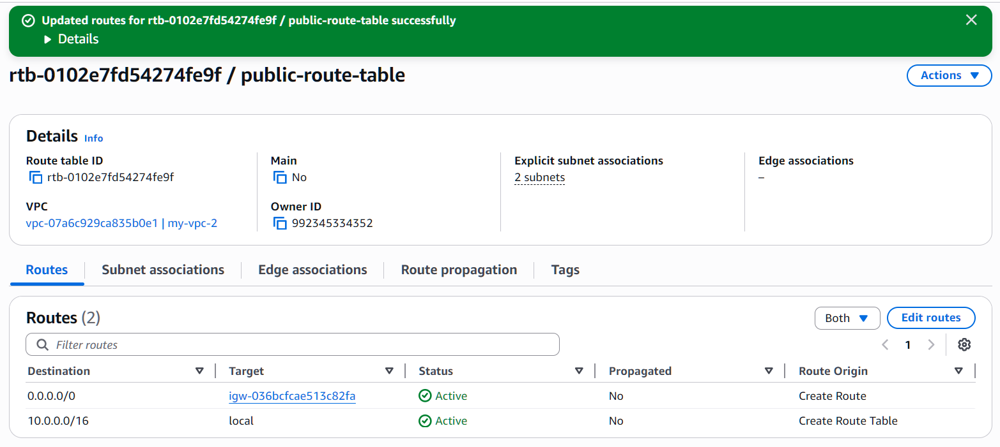 Updated routes for rtb-0102e7fd54274fe9f / public-route-table successfully
Details
rtb-0102e7fd54274fe9f / public-route-table
Actions
Details Info
Route table ID
rtb-0102e7fd54274fe9f
Main
No
Explicit subnet associations
2 subnets
Edge associations
–
VPC
vpc-07a6c929ca835b0e1 | my-vpc-2
Owner ID
992345334352
Routes Subnet associations Edge associations Route propagation Tags
Routes (2)
Both
Edit routes
Filter routes
1
Destination Target Status Propagated Route Origin
0.0.0.0/0 igw-036bcfcae513c82fa Active No Create Route
10.0.0.0/16 local Active No Create Route Table